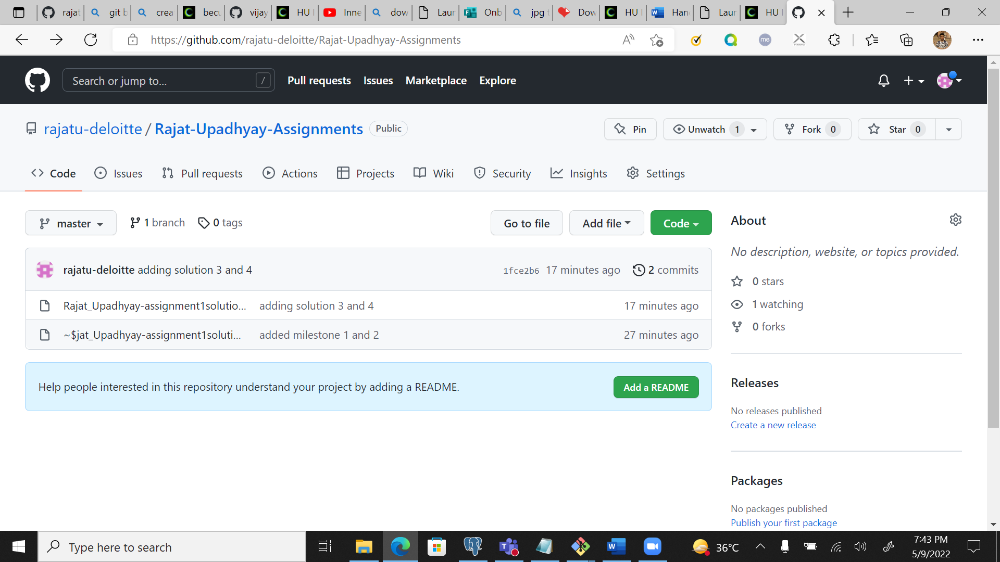 rajat git b crea becu vijay HU Inne dow Laur Onb jpg t Dow HU Han Laur HU
https://github.com/rajatu-deloitte/Rajat-Upadhyay-Assignments
Search or jump to... / Pull requests Issues Marketplace Explore
rajatu-deloitte / Rajat-Upadhyay-Assignments Public Pin Unwatch 1 Fork 0 Star 0
Code Issues Pull requests Actions Projects Wiki Security Insights Settings
master 1 branch 0 tags Go to file Add file Code
rajatu-deloitte adding solution 3 and 4 1fce2b6 17 minutes ago 2 commits
Rajat_Upadhyay-assignment1solutio... adding solution 3 and 4 17 minutes ago
~$jat_Upadhyay-assignment1soluti... added milestone 1 and 2 27 minutes ago
Help people interested in this repository understand your project by adding a README. Add a README
About
No description, website, or topics provided.
0 stars
1 watching
0 forks
Releases
No releases published
Create a new release
Packages
No packages published
Publish your first package
Type here to search
36°C
7:43 PM
5/9/2022